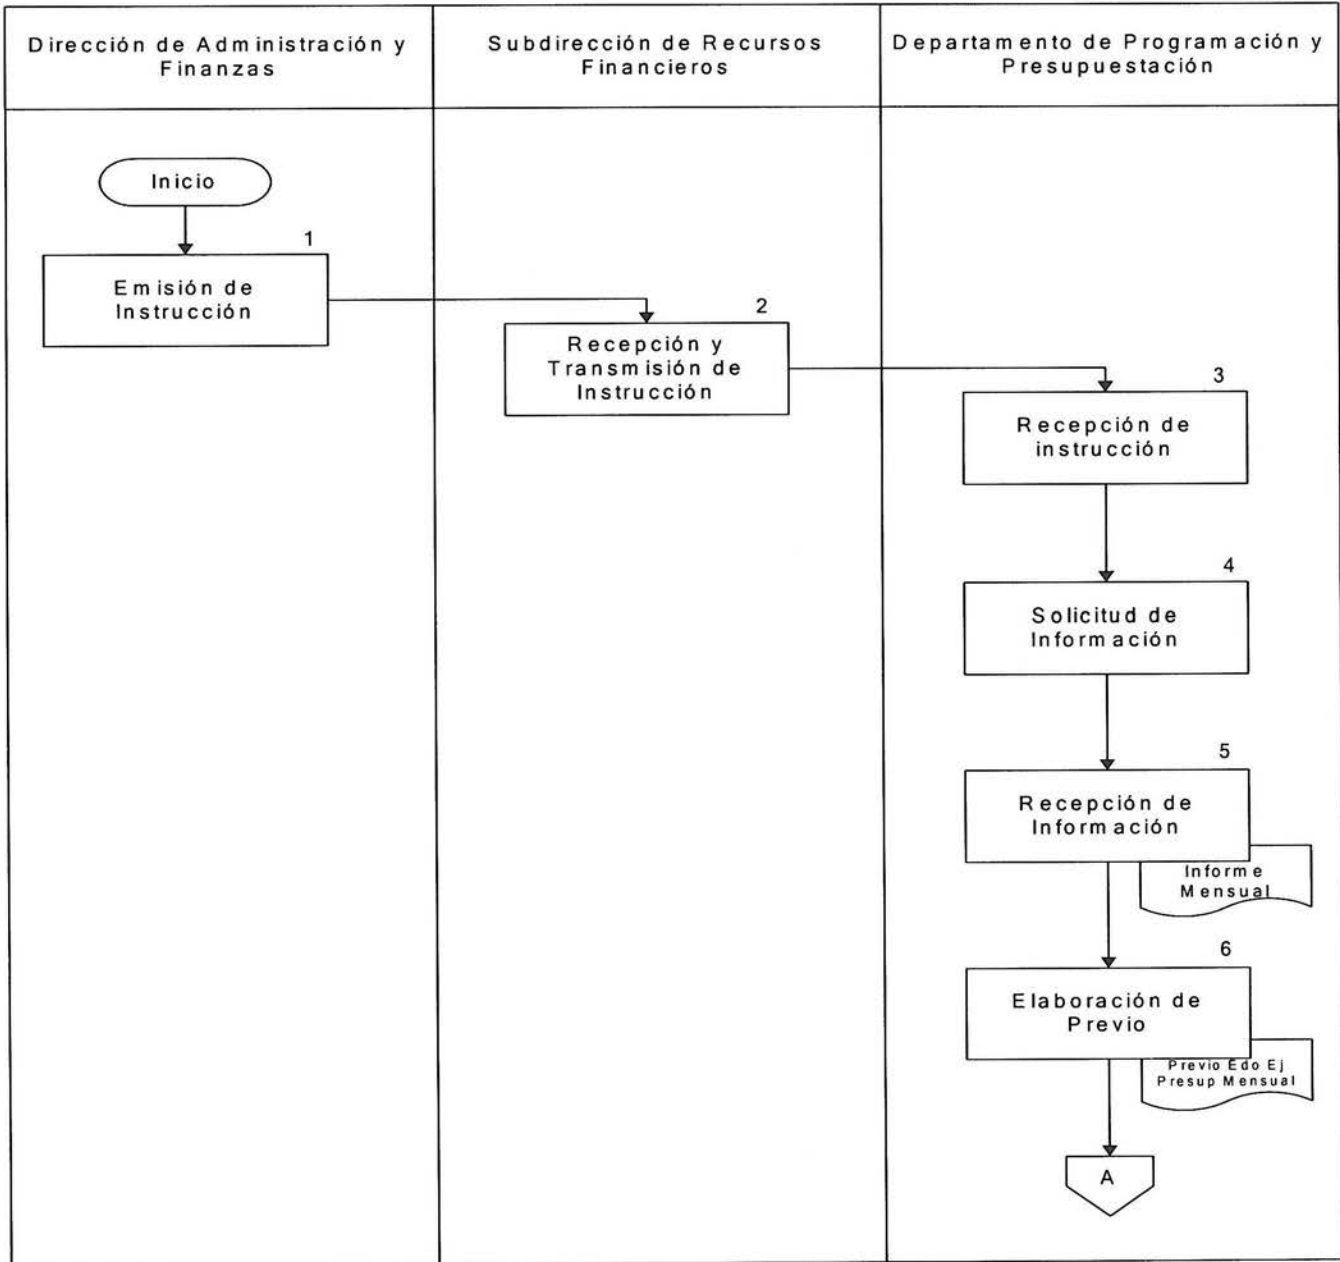 Dirección de Administración y
Finanzas
Subdirección de Recursos
Financieros
Departamento de Programación y
Presupuestación
Inicio
1
Emisión de
Instrucción
2
Recepción y
Transmisión de
Instrucción
3
Recepción de
instrucción
4
Solicitud de
Información
5
Recepción de
Información
Informe
Mensual
6
Elaboración de
Previo
Previo Edo Ej
Presup Mensual
A